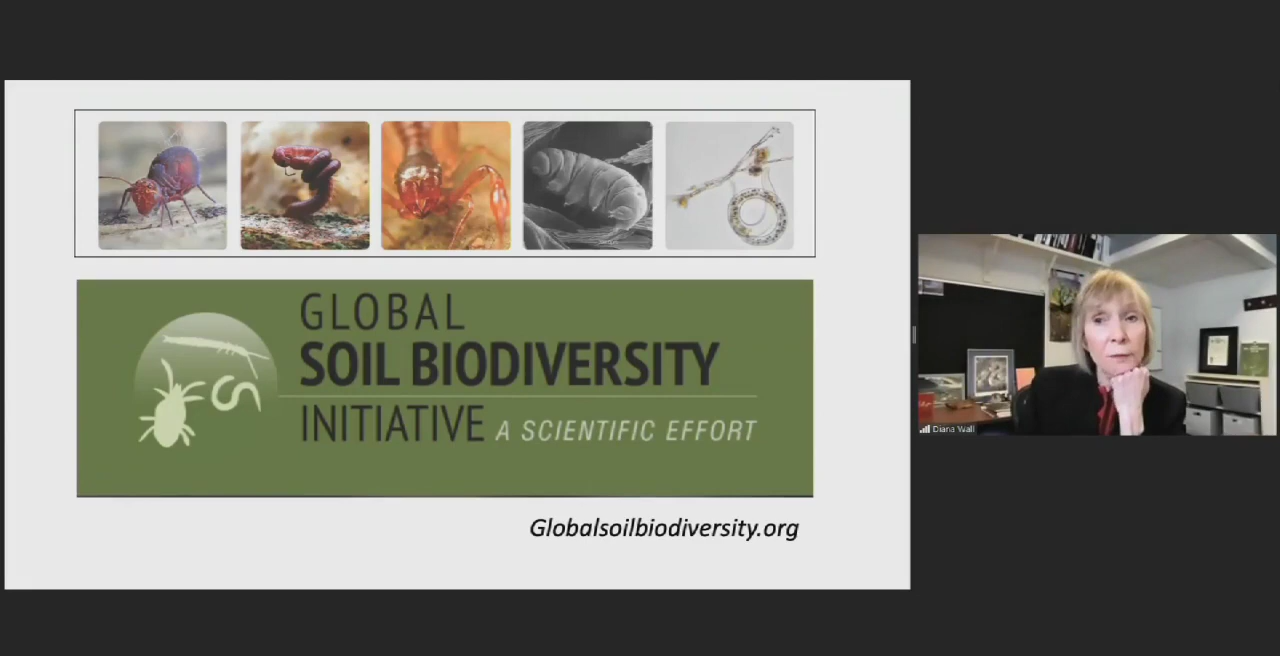 GLOBAL
SOIL BIODIVERSITY
INITIATIVE A SCIENTIFIC EFFORT
Globalsoilbiodiversity.org
Diana Wall